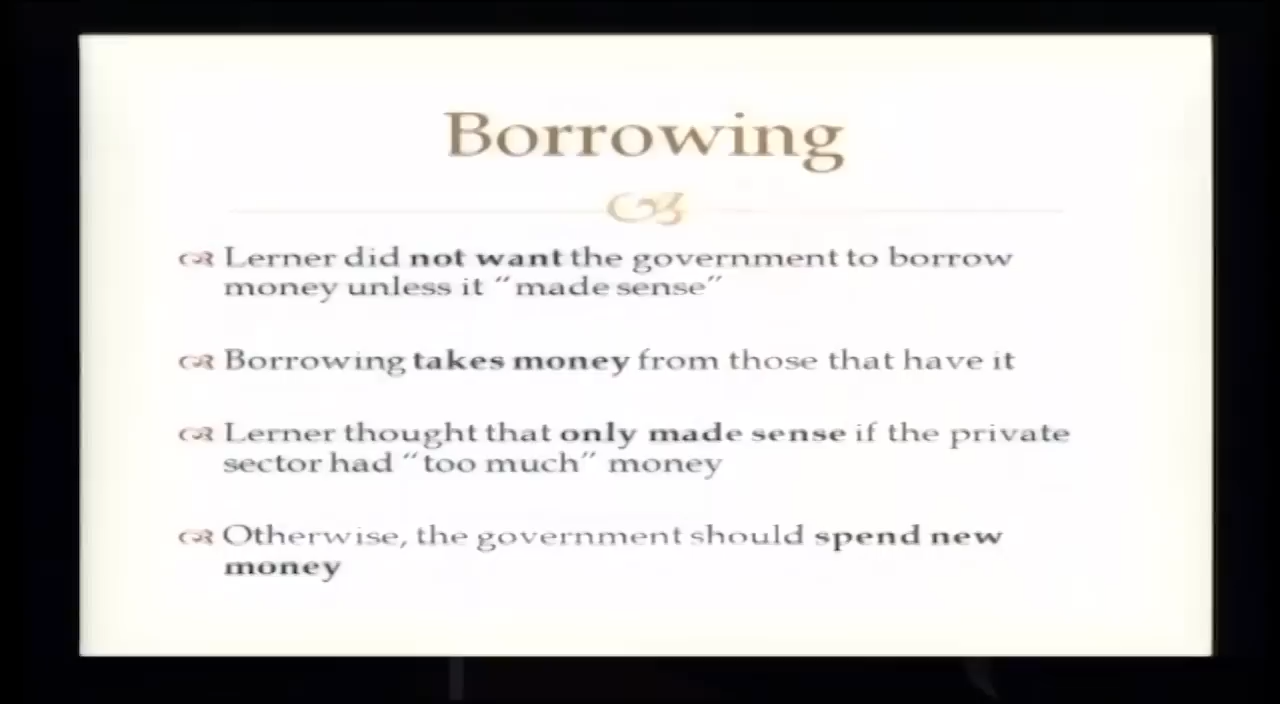 Borrowing
Lerner did not want the government to borrow
money unless it “made sense”
Borrowing takes money from those that have it
Lerner thought that only made sense if the private
sector had “too much” money
Otherwise, the government should spend new
money